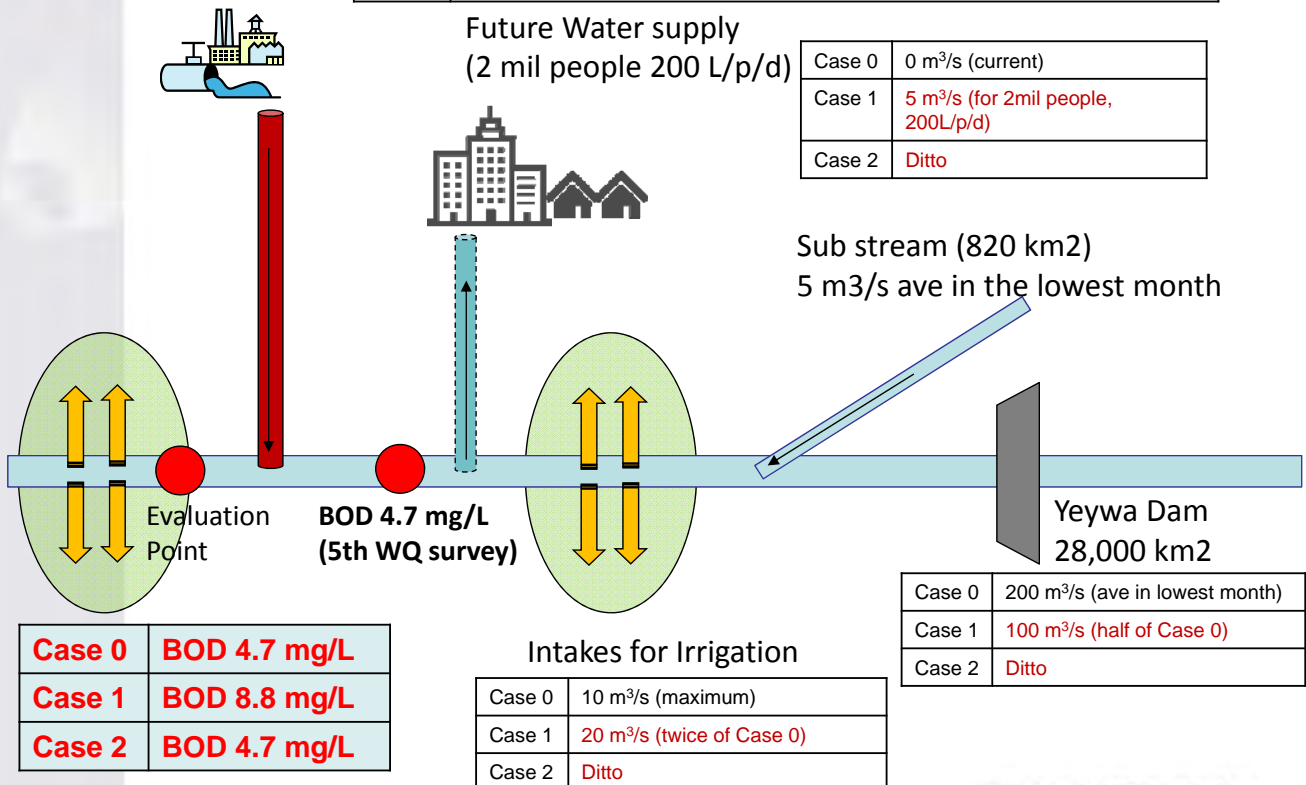 Future Water supply
(2 mil people 200 L/p/d)
Case 0 0 m³/s (current)
Case 1 5 m³/s (for 2mil people,
200L/p/d)
Case 2 Ditto
Sub stream (820 km2)
5 m3/s ave in the lowest month
Evaluation
Point
BOD 4.7 mg/L
(5th WQ survey)
Yeywa Dam
28,000 km2
Case 0 200 m³/s (ave in lowest month)
Case 1 100 m³/s (half of Case 0)
Case 2 Ditto
Case 0 BOD 4.7 mg/L
Case 1 BOD 8.8 mg/L
Case 2 BOD 4.7 mg/L
Intakes for Irrigation
Case 0 10 m³/s (maximum)
Case 1 20 m³/s (twice of Case 0)
Case 2 Ditto